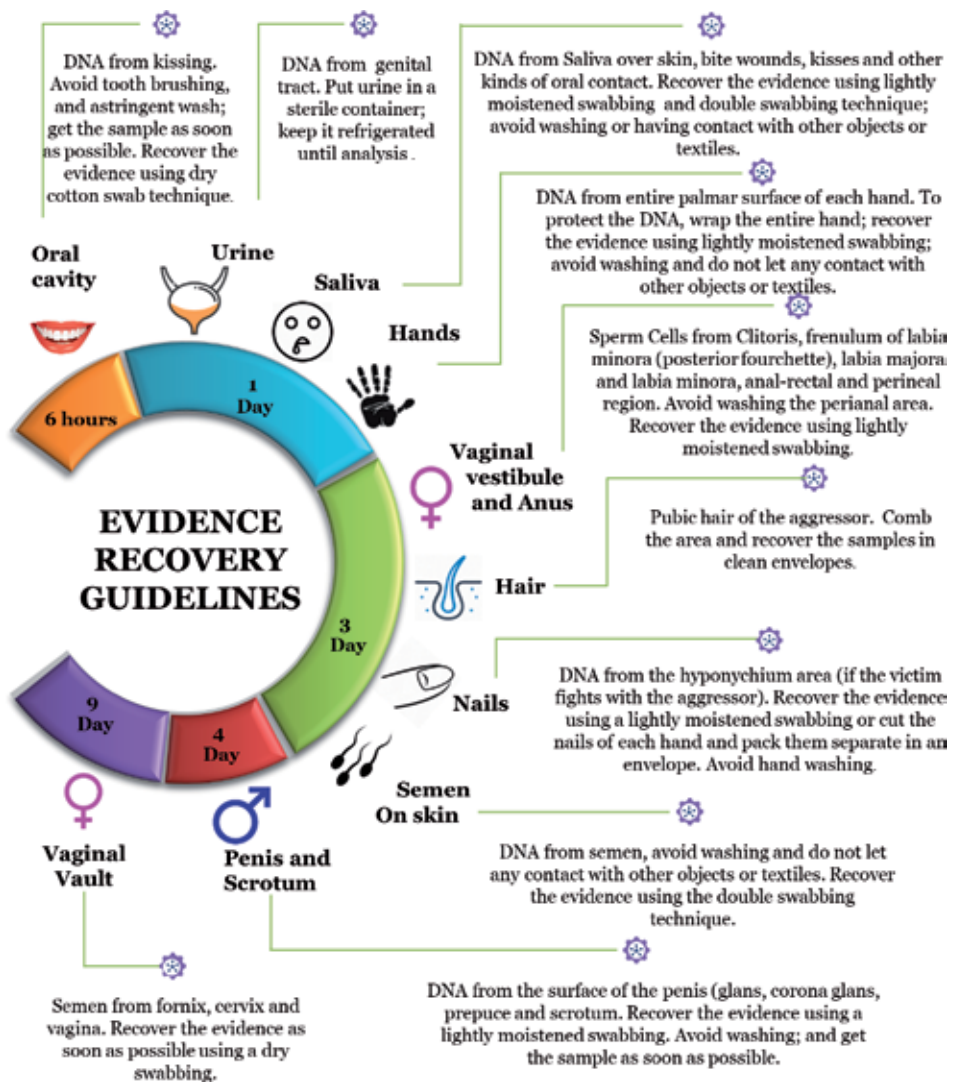 DNA from kissing.
Avoid tooth brushing,
and astringent wash;
get the sample as soon
as possible. Recover the
evidence using dry
cotton swab technique.
DNA from genital
tract. Put urine in a
sterile container;
keep it refrigerated
until analysis .
DNA from Saliva over skin, bite wounds, kisses and other
kinds of oral contact. Recover the evidence using lightly
moistened swabbing and double swabbing technique;
avoid washing or having contact with other objects or
textiles.
DNA from entire palmar surface of each hand. To
protect the DNA, wrap the entire hand; recover
the evidence using lightly moistened swabbing;
avoid washing and do not let any contact with
other objects or textiles.
Oral
cavity
Urine
Saliva
Hands
Sperm Cells from Clitoris, frenulum of labia
minora (posterior fourchette), labia majora
and labia minora, anal-rectal and perineal
region. Avoid washing the perianal area.
Recover the evidence using lightly
moistened swabbing.
6 hours
1
Day
Vaginal
vestibule
and Anus
EVIDENCE
RECOVERY
GUIDELINES
Pubic hair of the aggressor. Comb
the area and recover the samples in
clean envelopes.
Hair
3
Day
DNA from the hyponychium area (if the victim
fights with the aggressor). Recover the evidence
using a lightly moistened swabbing or cut the
nails of each hand and pack them separate in an
envelope. Avoid hand washing.
Nails
9
Day
4
Day
Semen
On skin
Vaginal
Vault
Penis and
Scrotum
DNA from semen, avoid washing and do not let
any contact with other objects or textiles. Recover
the evidence using the double swabbing
technique.
Semen from fornix, cervix and
vagina. Recover the evidence as
soon as possible using a dry
swabbing.
DNA from the surface of the penis (glans, corona glans,
prepuce and scrotum. Recover the evidence using a
lightly moistened swabbing. Avoid washing; and get
the sample as soon as possible.